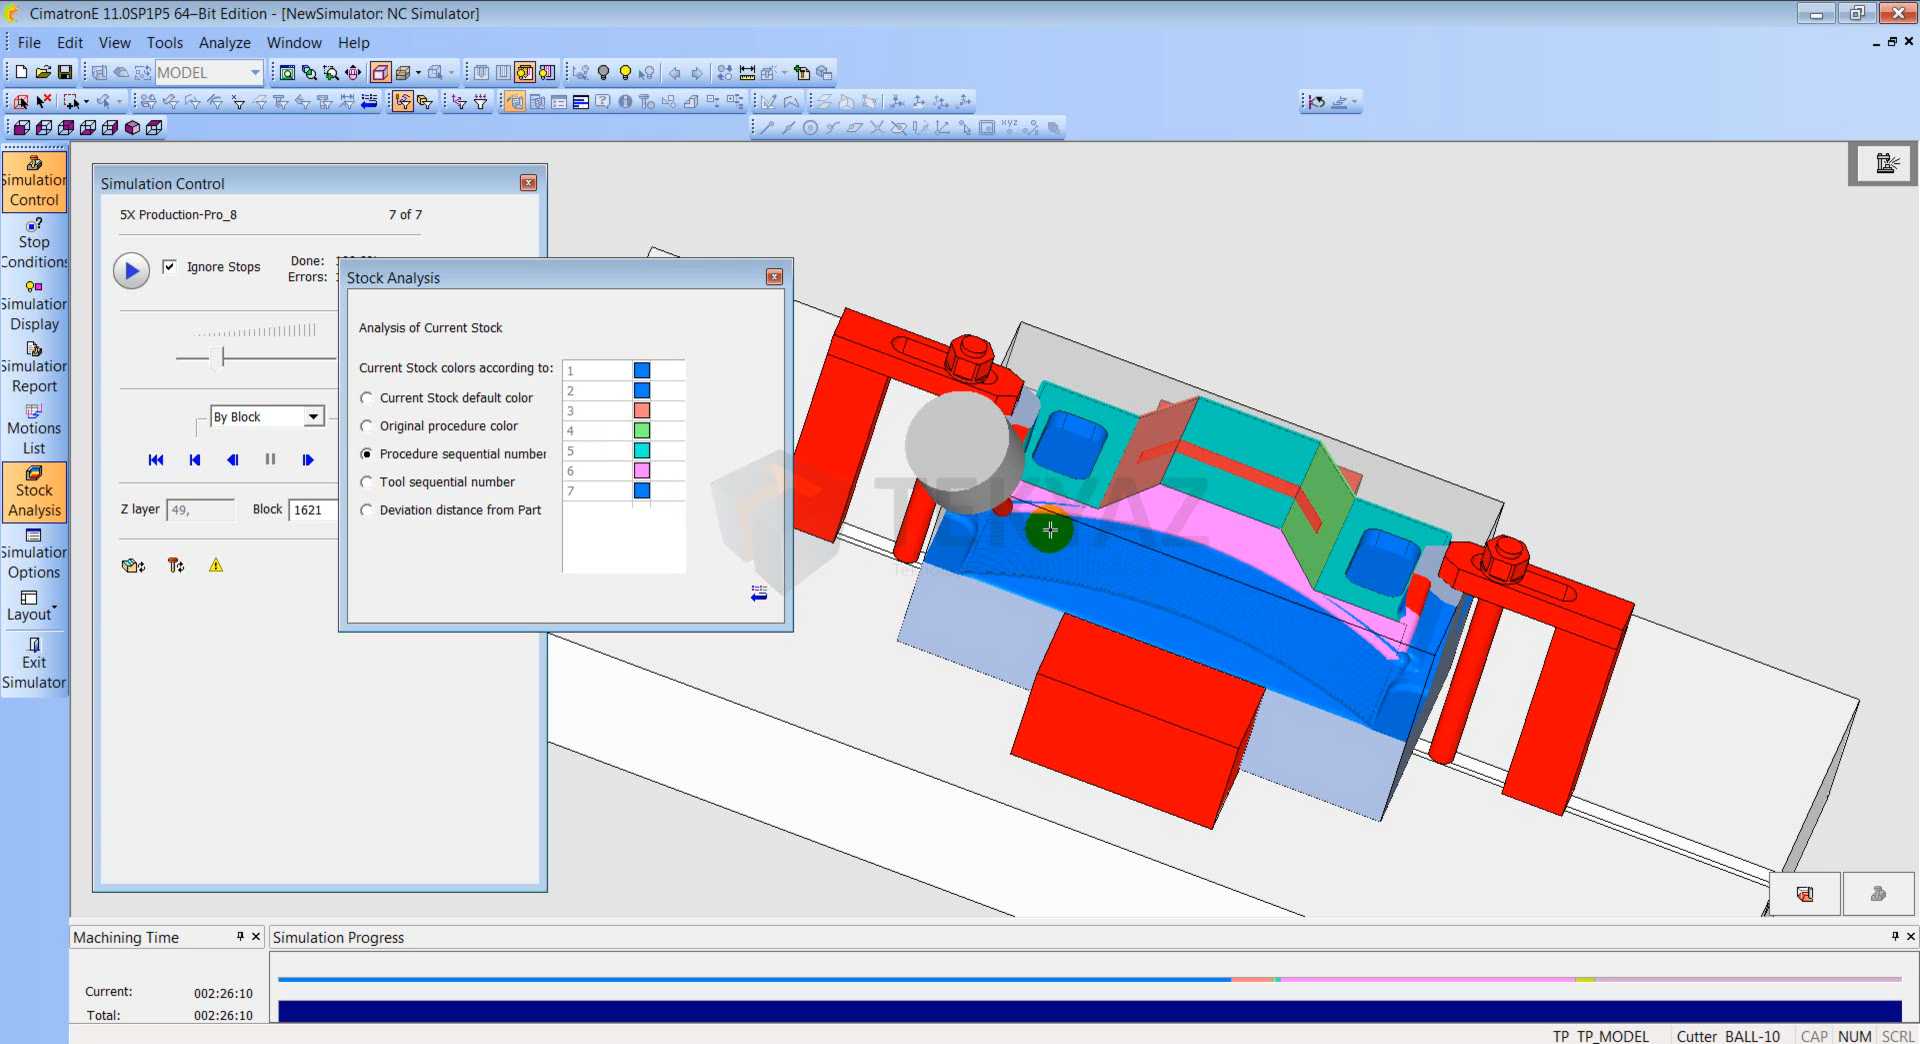 CimatronE 11.0SP1P5 64–Bit Edition - [NewSimulator: NC Simulator]
File Edit View Tools Analyze Window Help
MODEL
Simulation Control
Stop Conditions
Simulation Display
Simulation Report
Motions List
Stock Analysis
Simulation Options
Layout
Exit Simulator
Simulation Control
5X Production-Pro_8 7 of 7
Ignore Stops
Done:
Errors:
By Block
Z layer 49,
Block 1621
Stock Analysis
Analysis of Current Stock
Current Stock colors according to:
Current Stock default color
Original procedure color
Procedure sequential number
Tool sequential number
Deviation distance from Part
1
2
3
4
5
6
7
TEKYAZ
Machining Time
Current: 002:26:10
Total: 002:26:10
Simulation Progress
TP TP_MODEL Cutter BALL-10 CAP NUM SCRL